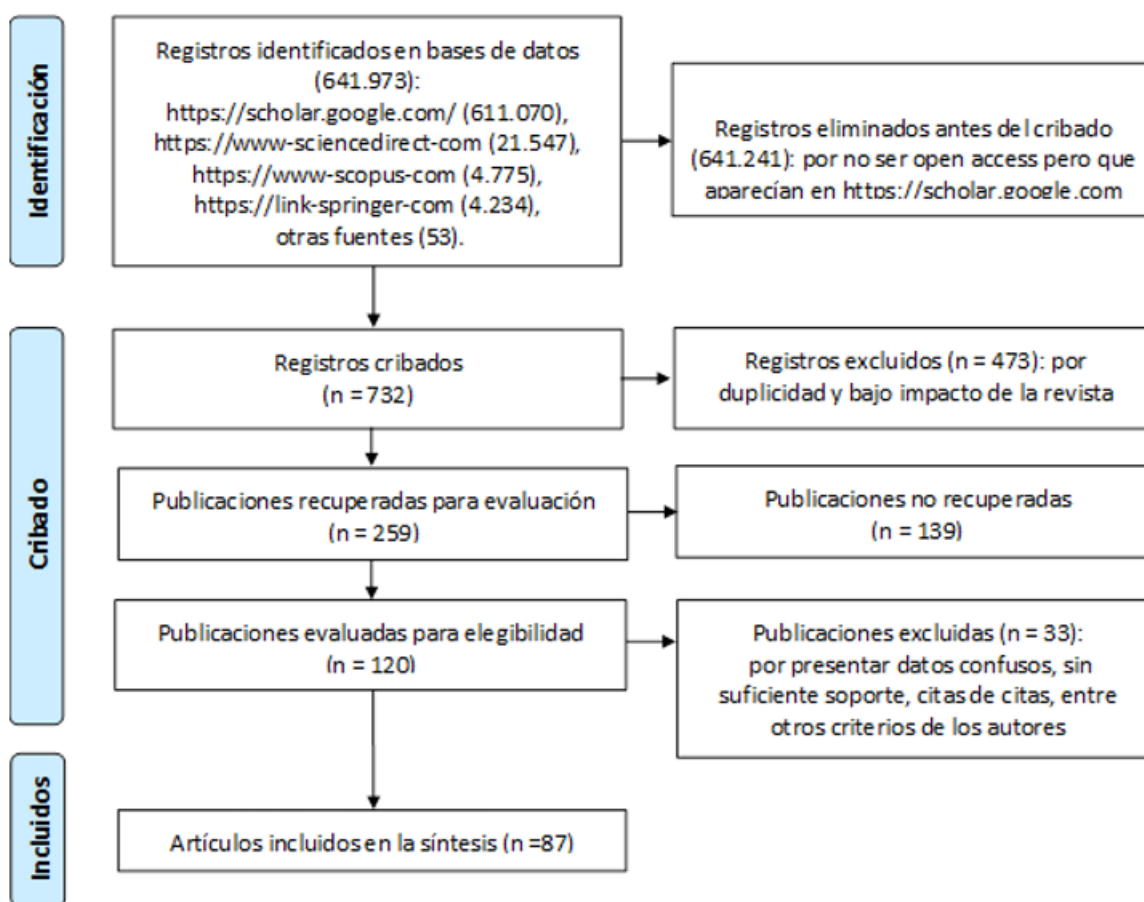 Identificación
Registros identificados en bases de datos
(641.973):
https://scholar.google.com/ (611.070),
https://www-sciencedirect-com (21.547),
https://www-scopus-com (4.775),
https://link-springer-com (4.234),
otras fuentes (53).
Registros eliminados antes del cribado
(641.241): por no ser open access pero que
aparecían en https://scholar.google.com
Cribado
Registros cribados
(n = 732)
Registros excluidos (n = 473): por
duplicidad y bajo impacto de la revista
Publicaciones recuperadas para evaluación
(n = 259)
Publicaciones no recuperadas
(n = 139)
Publicaciones evaluadas para elegibilidad
(n = 120)
Publicaciones excluidas (n = 33):
por presentar datos confusos, sin
suficiente soporte, citas de citas, entre
otros criterios de los autores
Incluidos
Artículos incluidos en la síntesis (n =87)